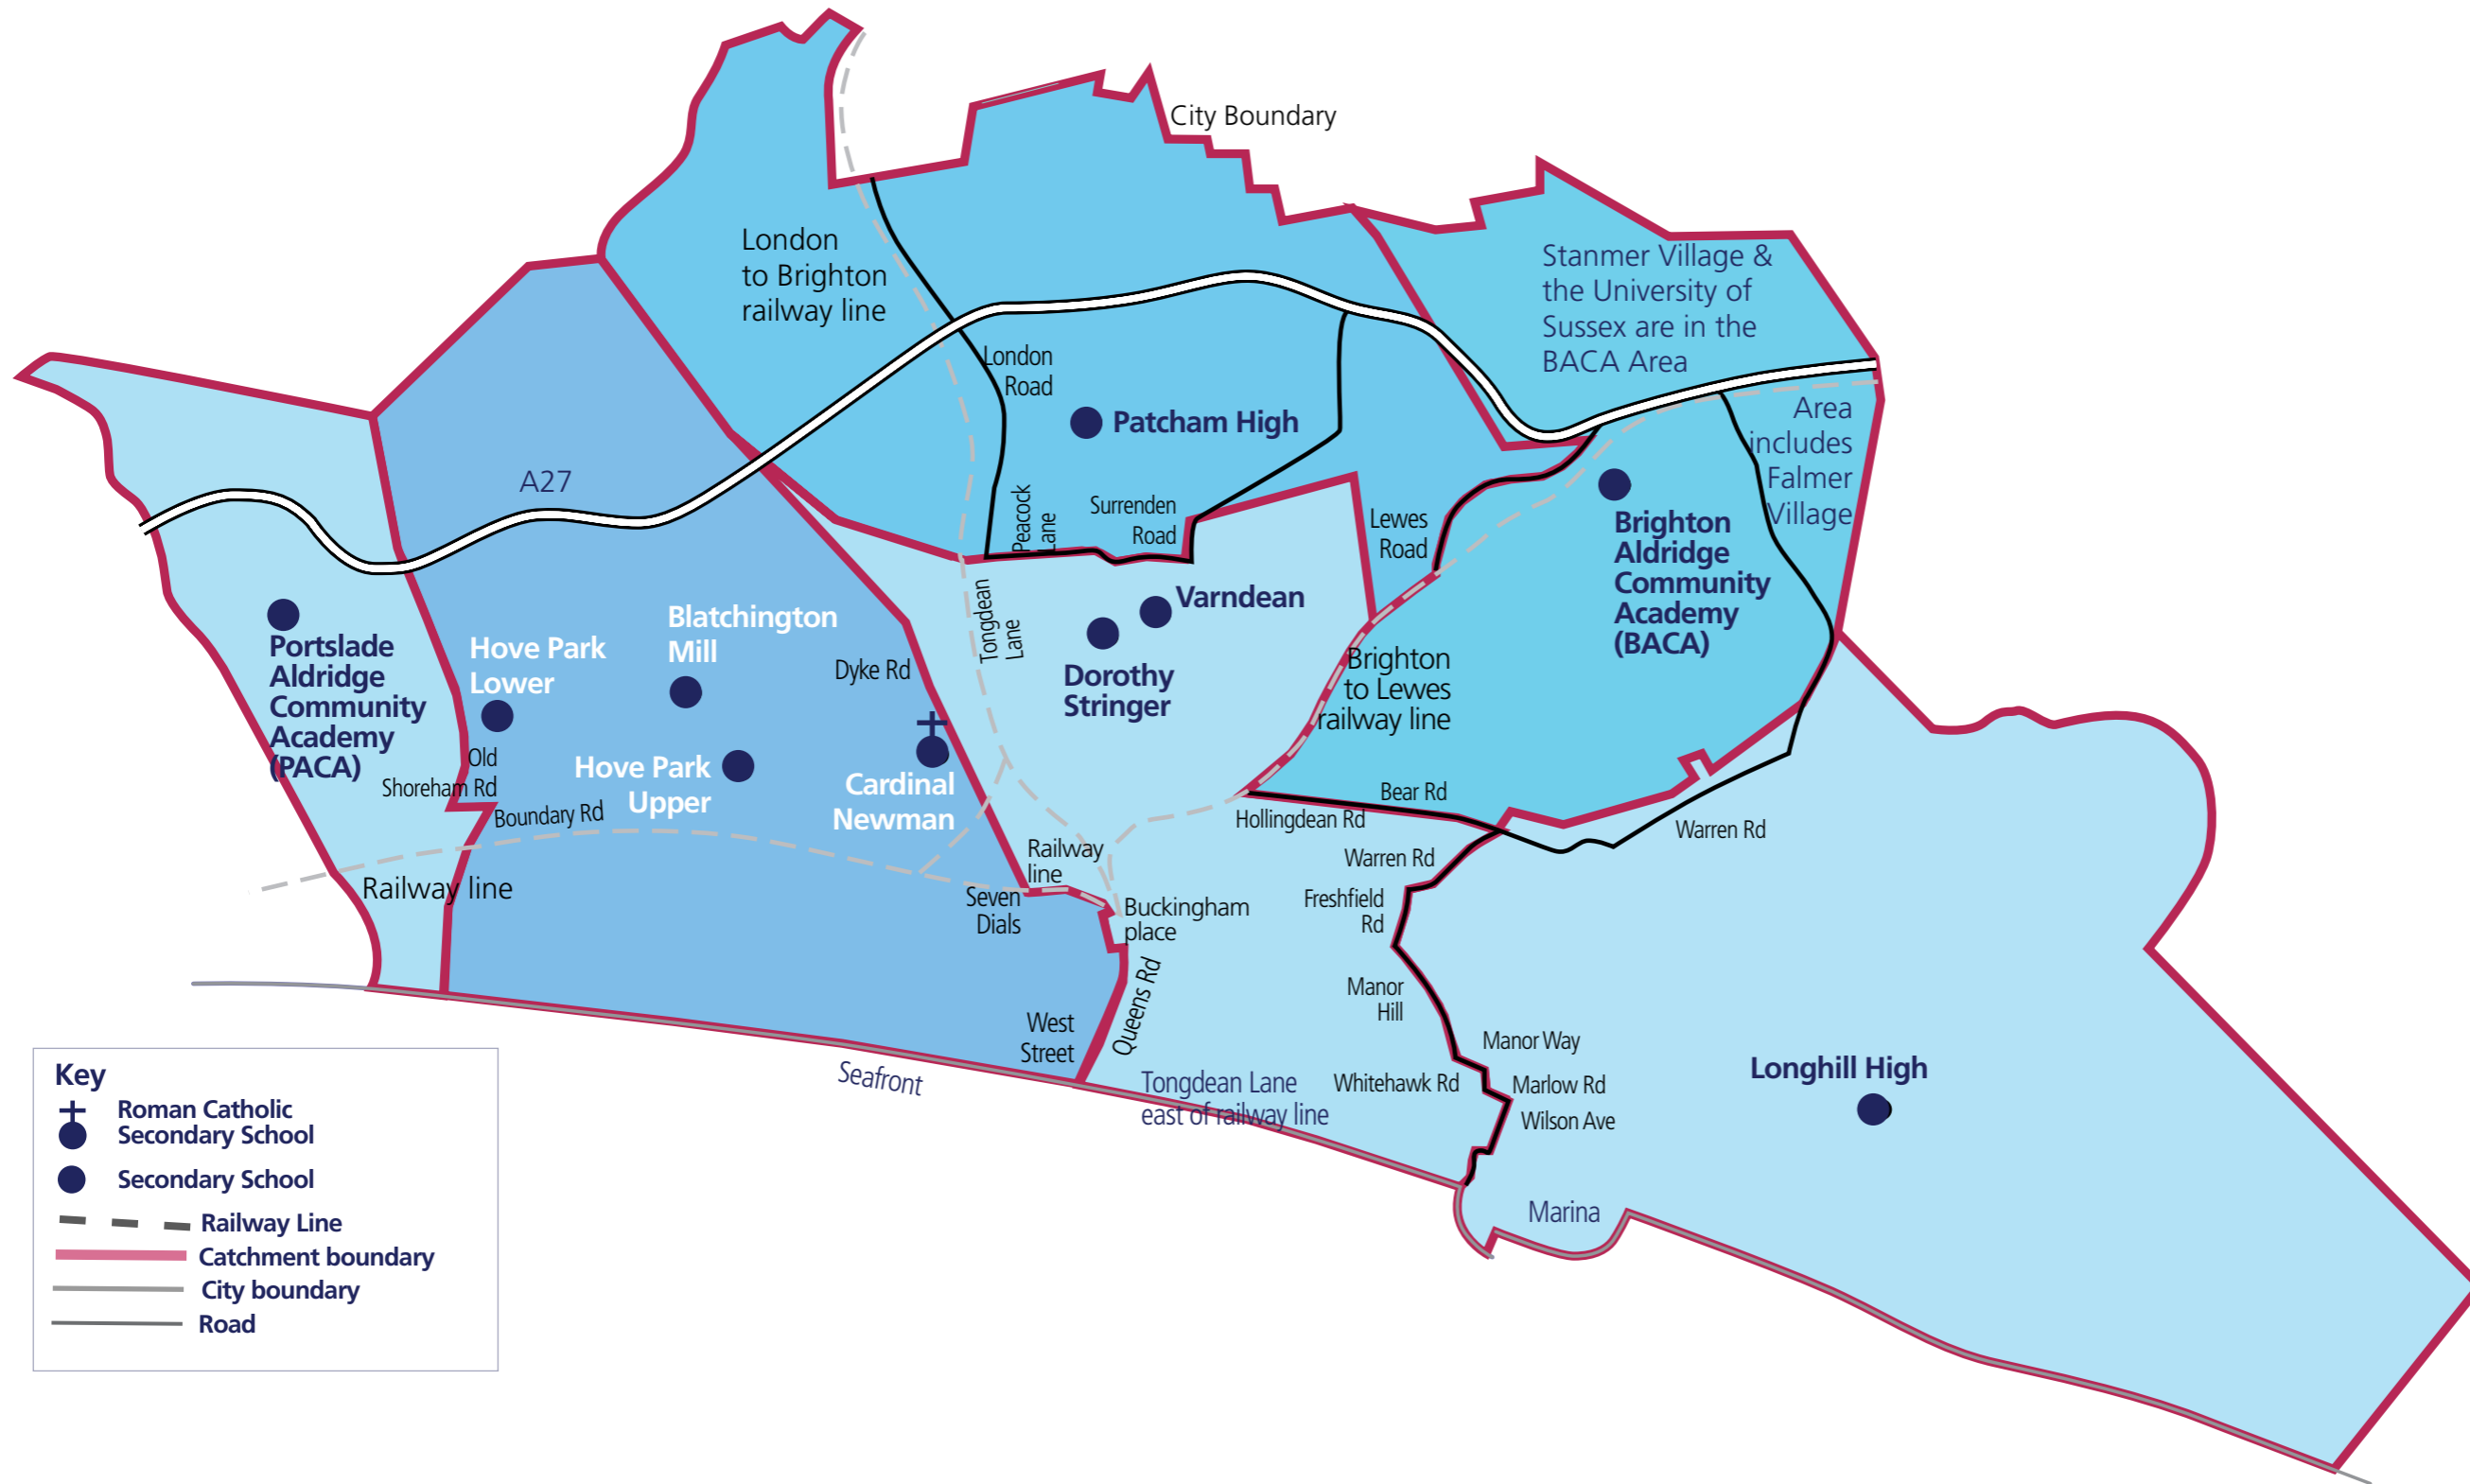 City Boundary
London
to Brighton
railway line
Stanmer Village &
the University of
Sussex are in the
BACA Area
London
Road
Patcham High
Area
includes
Falmer
Village
A27
Peacock
Lane
Surrenden
Road
Lewes
Road
Brighton
Aldridge
Community
Academy
(BACA)
Tongdean
Lane
Varndean
Dorothy
Stringer
Portslade
Aldridge
Community
Academy
(PACA)
Hove Park
Lower
Blatchington
Mill
Dyke Rd
Brighton
to Lewes
railway line
Old
Shoreham Rd
Hove Park
Upper
Cardinal
Newman
Boundary Rd
Bear Rd
Hollingdean Rd
Warren Rd
Railway
line
Warren Rd
Railway line
Seven
Dials
Buckingham
place
Freshfield
Rd
Queens Rd
Manor
Hill
West
Street
Manor Way
Seafront
Tongdean Lane
east of railway line
Whitehawk Rd
Marlow Rd
Wilson Ave
Longhill High
Marina
Key
Roman Catholic
Secondary School
Secondary School
Railway Line
Catchment boundary
City boundary
Road